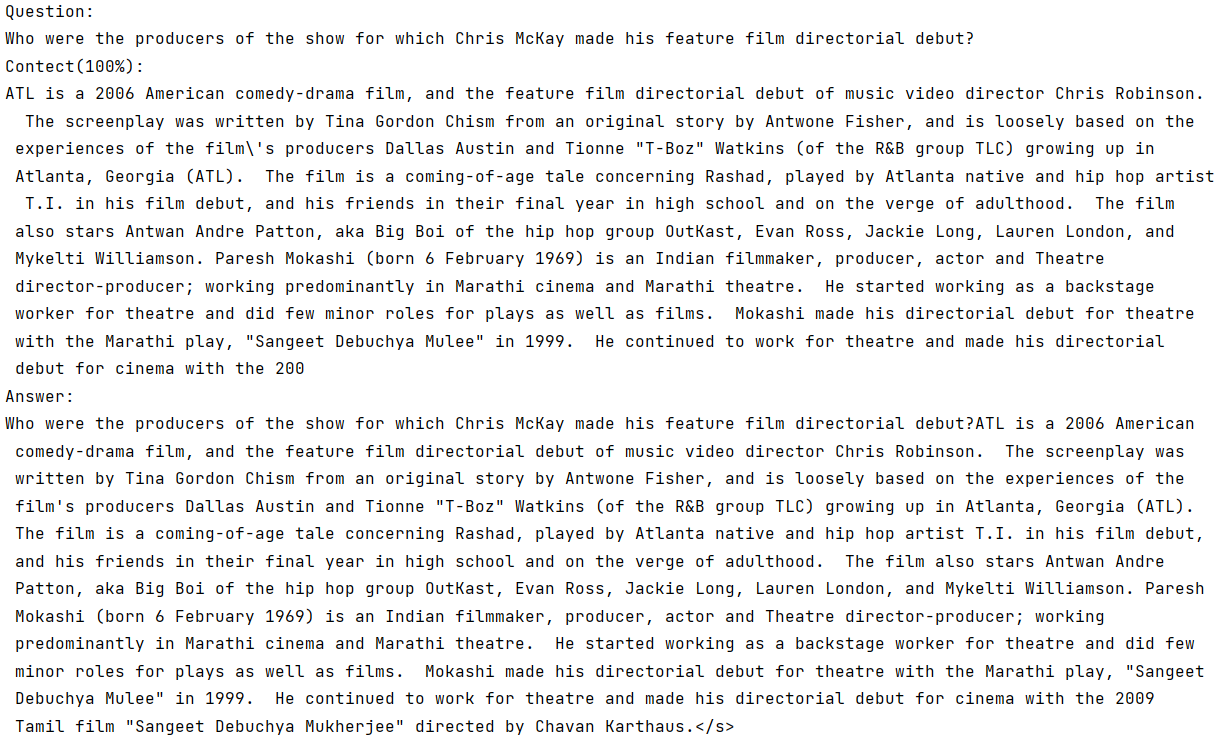 Question:
Who were the producers of the show for which Chris McKay made his feature film directorial debut?
Contect(100%):
ATL is a 2006 American comedy-drama film, and the feature film directorial debut of music video director Chris Robinson.
The screenplay was written by Tina Gordon Chism from an original story by Antwone Fisher, and is loosely based on the
experiences of the film\'s producers Dallas Austin and Tionne "T-Boz" Watkins (of the R&B group TLC) growing up in
Atlanta, Georgia (ATL).  The film is a coming-of-age tale concerning Rashad, played by Atlanta native and hip hop artist
T.I. in his film debut, and his friends in their final year in high school and on the verge of adulthood.  The film
also stars Antwan Andre Patton, aka Big Boi of the hip hop group OutKast, Evan Ross, Jackie Long, Lauren London, and
Mykelti Williamson. Paresh Mokashi (born 6 February 1969) is an Indian filmmaker, producer, actor and Theatre
director-producer; working predominantly in Marathi cinema and Marathi theatre.  He started working as a backstage
worker for theatre and did few minor roles for plays as well as films.  Mokashi made his directorial debut for theatre
with the Marathi play, "Sangeet Debuchya Mulee" in 1999.  He continued to work for theatre and made his directorial
debut for cinema with the 200
Answer:
Who were the producers of the show for which Chris McKay made his feature film directorial debut?ATL is a 2006 American
comedy-drama film, and the feature film directorial debut of music video director Chris Robinson.  The screenplay was
written by Tina Gordon Chism from an original story by Antwone Fisher, and is loosely based on the experiences of the
film's producers Dallas Austin and Tionne "T-Boz" Watkins (of the R&B group TLC) growing up in Atlanta, Georgia (ATL).
The film is a coming-of-age tale concerning Rashad, played by Atlanta native and hip hop artist T.I. in his film debut,
and his friends in their final year in high school and on the verge of adulthood.  The film also stars Antwan Andre
Patton, aka Big Boi of the hip hop group OutKast, Evan Ross, Jackie Long, Lauren London, and Mykelti Williamson. Paresh
Mokashi (born 6 February 1969) is an Indian filmmaker, producer, actor and Theatre director-producer; working
predominantly in Marathi cinema and Marathi theatre.  He started working as a backstage worker for theatre and did few
minor roles for plays as well as films.  Mokashi made his directorial debut for theatre with the Marathi play, "Sangeet
Debuchya Mulee" in 1999.  He continued to work for theatre and made his directorial debut for cinema with the 2009
Tamil film "Sangeet Debuchya Mukherjee" directed by Chavan Karthaus.</s>